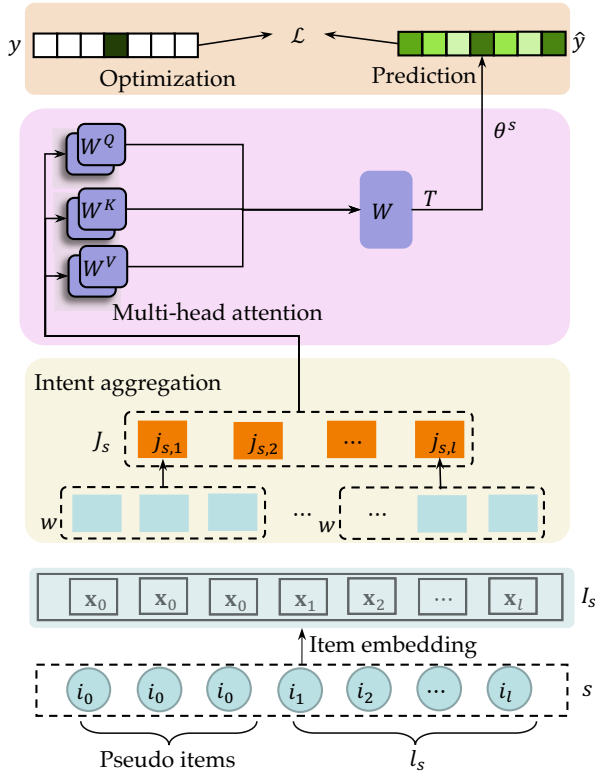 y ℒ ŷ
Optimization Prediction
W^Q θ^s
W^K W T
W^V
Multi-head attention
Intent aggregation
J_s j_{s,1} j_{s,2} ... j_{s,l}
w ... w ...
x_0 x_0 x_0 x_1 x_2 ... x_l I_s
Item embedding
i_0 i_0 i_0 i_1 i_2 ... i_l s
Pseudo items l_s